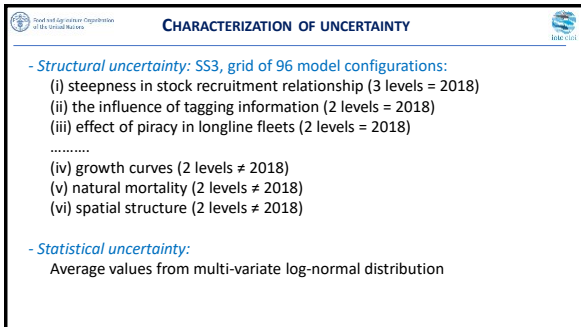 Food and Agriculture Organization
of the United Nations
CHARACTERIZATION OF UNCERTAINTY
iotc ctoi
- Structural uncertainty: SS3, grid of 96 model configurations:
(i) steepness in stock recruitment relationship (3 levels = 2018)
(ii) the influence of tagging information (2 levels = 2018)
(iii) effect of piracy in longline fleets (2 levels = 2018)
……….
(iv) growth curves (2 levels ≠ 2018)
(v) natural mortality (2 levels ≠ 2018)
(vi) spatial structure (2 levels ≠ 2018)
- Statistical uncertainty:
Average values from multi-variate log-normal distribution